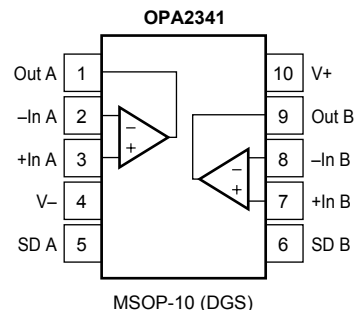 OPA2341
Out A 1
–In A 2
+In A 3
V– 4
SD A 5
10 V+
9 Out B
8 –In B
7 +In B
6 SD B
–
+
–
+
MSOP-10 (DGS)